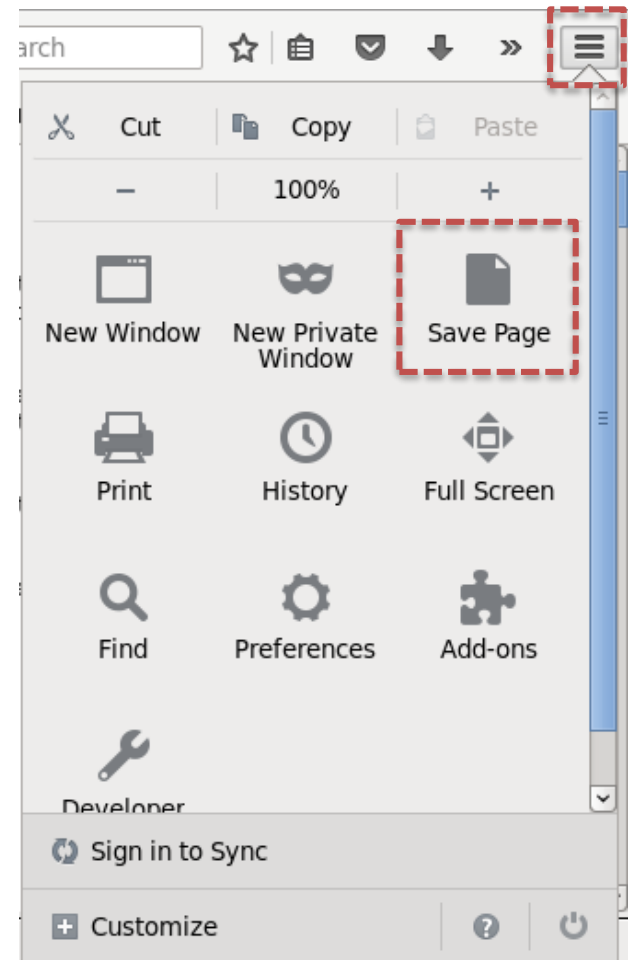 arch
Cut Copy Paste
− 100% +
New Window New Private Window Save Page
Print History Full Screen
Find Preferences Add-ons
Developer
Sign in to Sync
Customize